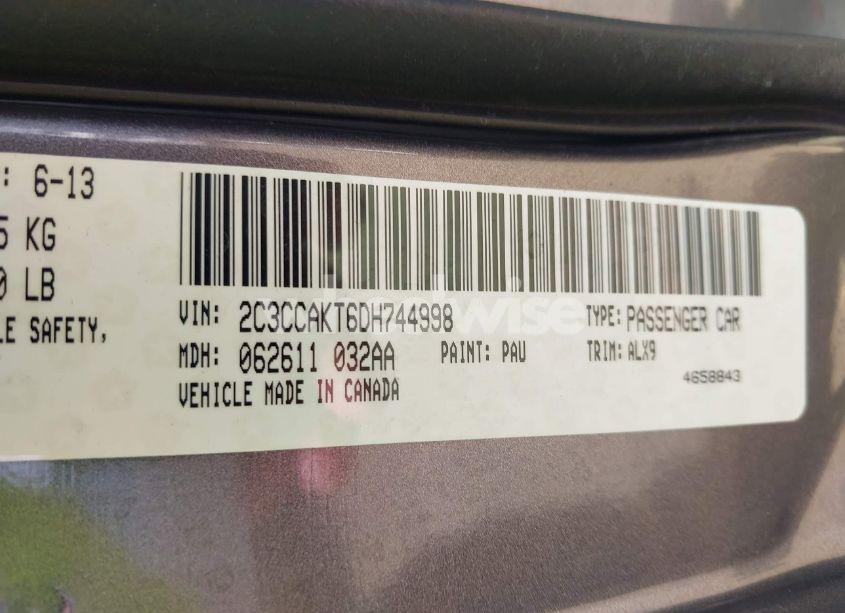 : 6-13
5 KG
0 LB
LE SAFETY,
VIN: 2C3CCAKT6DH744998 TYPE: PASSENGER CAR
MDH: 062611 032AA PAINT: PAU TRIM: ALX9
VEHICLE MADE IN CANADA 4658843